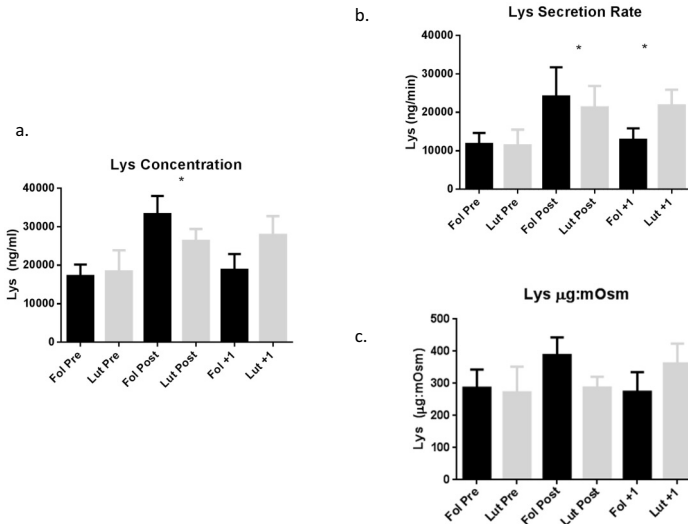 a.
Lys Concentration
*
Lys (ng/ml)
40000
30000
20000
10000
0
Fol Pre
Lut Pre
Fol Post
Lut Post
Fol +1
Lut +1
b.
Lys Secretion Rate
* *
Lys (ng/min)
40000
30000
20000
10000
0
Fol Pre
Lut Pre
Fol Post
Lut Post
Fol +1
Lut +1
c.
Lys µg:mOsm
Lys (µg:mOsm)
500
400
300
200
100
0
Fol Pre
Lut Pre
Fol Post
Lut Post
Fol +1
Lut +1